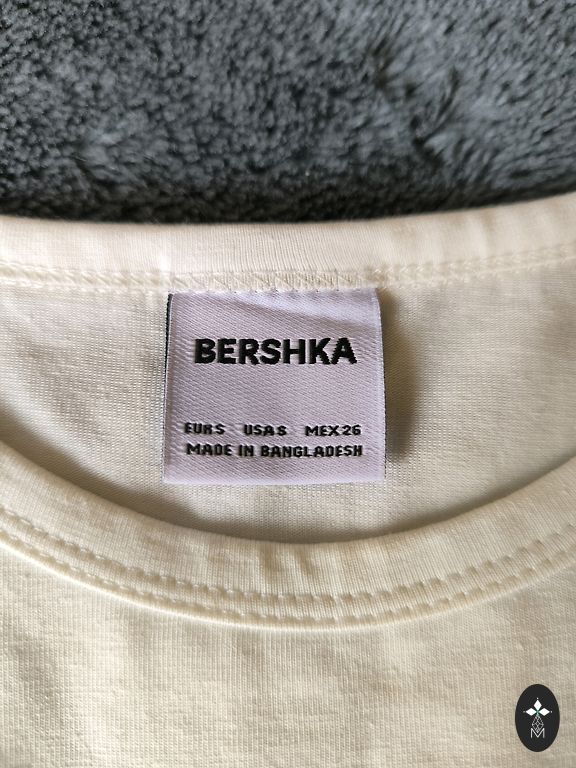 BERSHKA
EUR S USA S MEX 26
MADE IN BANGLADESH
M